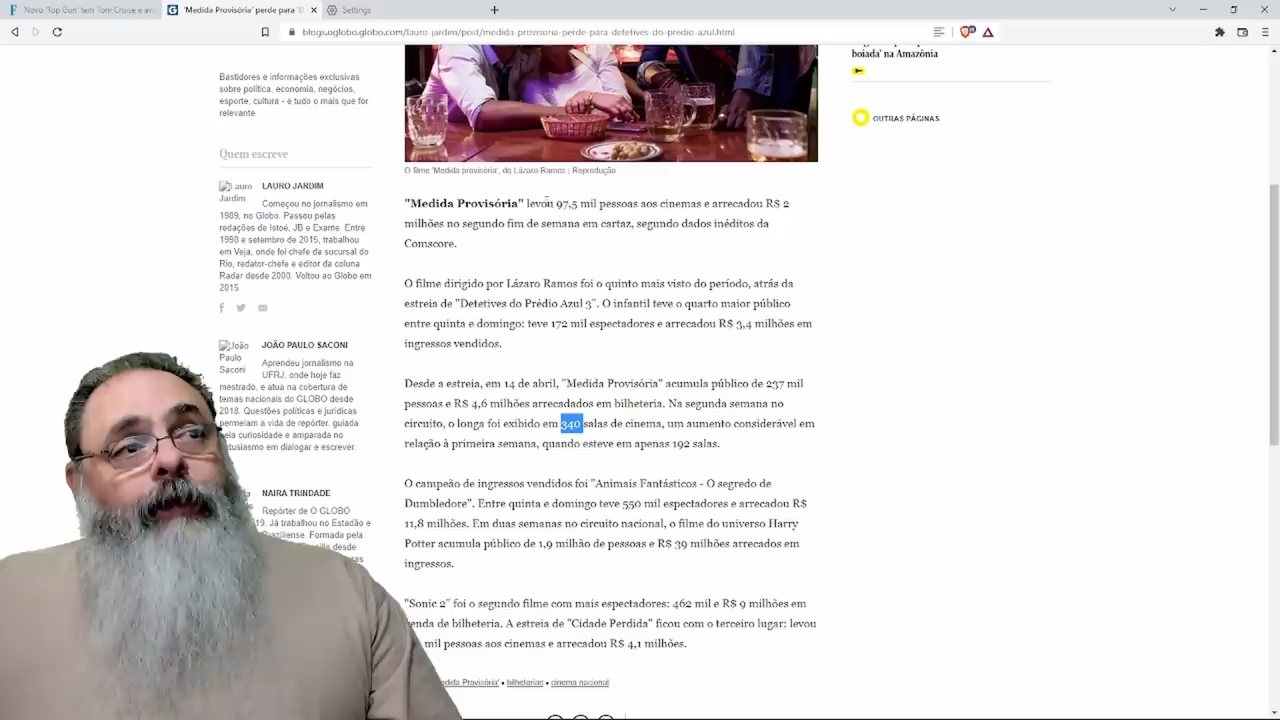 Novo 'Top Gun' tem Tom Cruise e
'Medida Provisória' perde para
Settings
blogs.oglobo.globo.com/lauro-jardim/post/medida-provisoria-perde-para-detetives-do-predio-azul.html
boiada' na Amazônia
OUTRAS PÁGINAS
Bastidores e informações exclusivas
sobre política, economia, negócios,
esporte, cultura - e tudo o mais que for
relevante
Quem escreve
Lauro
Jardim
LAURO JARDIM
Começou no jornalismo em
1989, no Globo. Passou pelas
redações de Istoé, JB e Exame. Entre
1998 e setembro de 2015, trabalhou
em Veja, onde foi chefe da sucursal do
Rio, redator-chefe e editor da coluna
Radar desde 2000. Voltou ao Globo em
2015
João
Paulo
Saconi
JOÃO PAULO SACONI
Aprendeu jornalismo na
UFRJ, onde hoje faz
mestrado, e atua na cobertura de
temas nacionais do GLOBO desde
2018. Questões políticas e jurídicas
permeiam a vida de repórter, guiada
pela curiosidade e amparada no
entusiasmo em dialogar e escrever.
NAIRA TRINDADE
Repórter de O GLOBO
19. Já trabalhou no Estadão e
Formada pela
desde
O filme 'Medida provisória', de Lázaro Ramos | Reprodução
"Medida Provisória" levou 97,5 mil pessoas aos cinemas e arrecadou R$ 2
milhões no segundo fim de semana em cartaz, segundo dados inéditos da
Comscore.
O filme dirigido por Lázaro Ramos foi o quinto mais visto do período, atrás da
estreia de "Detetives do Prédio Azul 3". O infantil teve o quarto maior público
entre quinta e domingo: teve 172 mil espectadores e arrecadou R$ 3,4 milhões em
ingressos vendidos.
Desde a estreia, em 14 de abril, "Medida Provisória" acumula público de 237 mil
pessoas e R$ 4,6 milhões arrecadados em bilheteria. Na segunda semana no
circuito, o longa foi exibido em 340 salas de cinema, um aumento considerável em
relação à primeira semana, quando esteve em apenas 192 salas.
O campeão de ingressos vendidos foi "Animais Fantásticos - O segredo de
Dumbledore". Entre quinta e domingo teve 550 mil espectadores e arrecadou R$
11,8 milhões. Em duas semanas no circuito nacional, o filme do universo Harry
Potter acumula público de 1,9 milhão de pessoas e R$ 39 milhões arrecados em
ingressos.
"Sonic 2" foi o segundo filme com mais espectadores: 462 mil e R$ 9 milhões em
venda de bilheteria. A estreia de "Cidade Perdida" ficou com o terceiro lugar: levou
mil pessoas aos cinemas e arrecadou R$ 4,1 milhões.
Medida Provisória' • bilheterias • cinema nacional